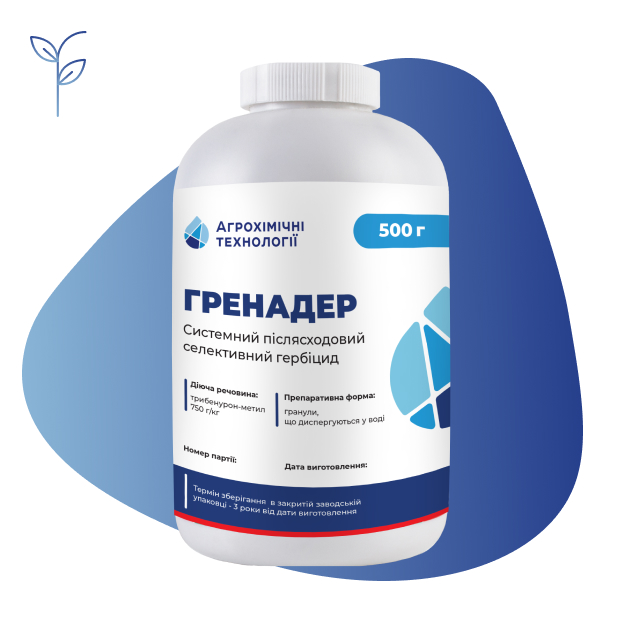 АГРОХІМІЧНІ
ТЕХНОЛОГІЇ
500 г
ГРЕНАДЕР
Системний післясходовий
селективний гербіцид
Діюча речовина:
трибенурон-метил
750 г/кг
Препаративна форма:
гранули,
що диспергуються у воді
Номер партії:
Дата виготовлення:
Термін зберігання в закритій заводській
упаковці - 3 роки від дати виготовлення